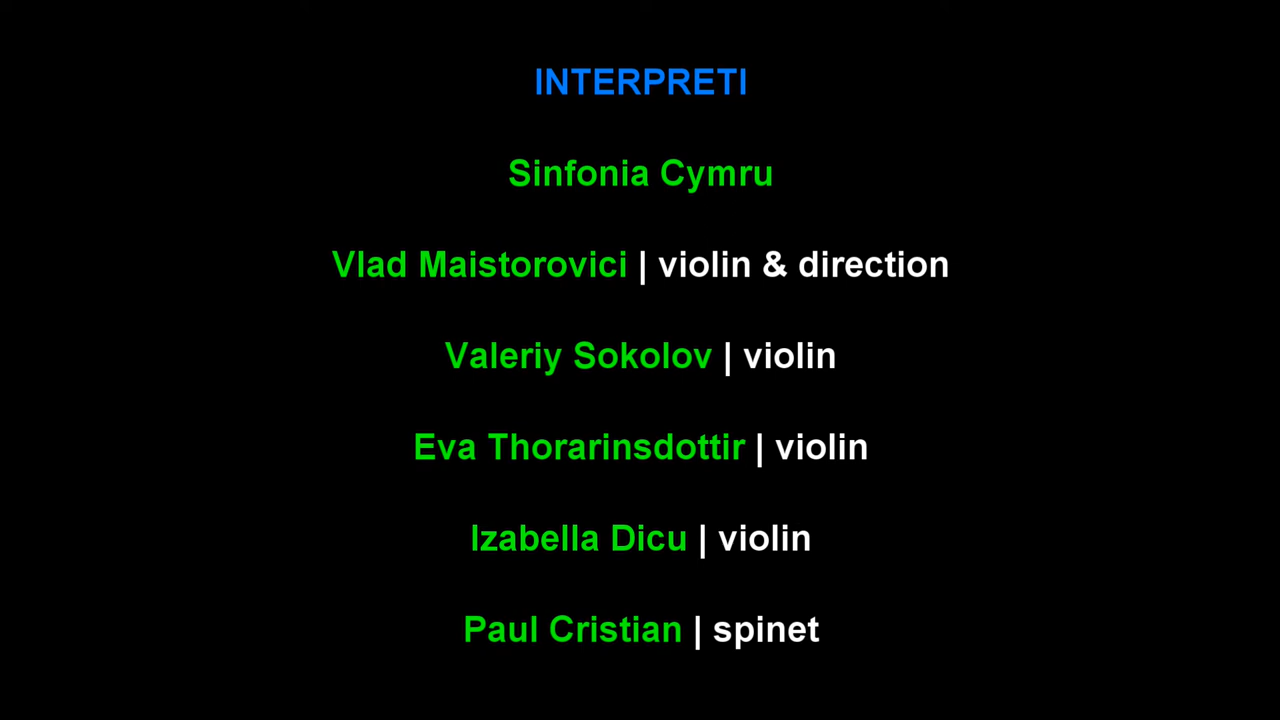 INTERPRETI
Sinfonia Cymru
Vlad Maistorovici | violin & direction
Valeriy Sokolov | violin
Eva Thorarinsdottir | violin
Izabella Dicu | violin
Paul Cristian | spinet